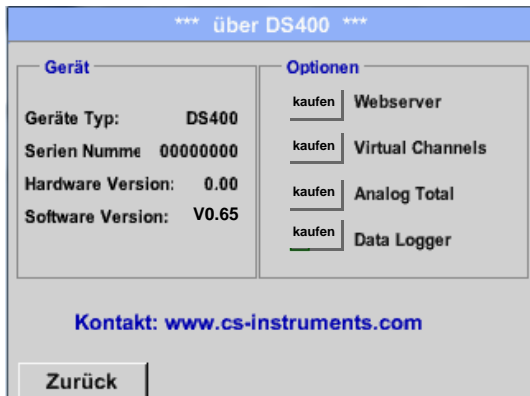 *** über DS400 ***
Gerät
Geräte Typ: DS400
Serien Numme 00000000
Hardware Version: 0.00
Software Version: V0.65
Optionen
kaufen Webserver
kaufen Virtual Channels
kaufen Analog Total
kaufen Data Logger
Kontakt: www.cs-instruments.com
Zurück